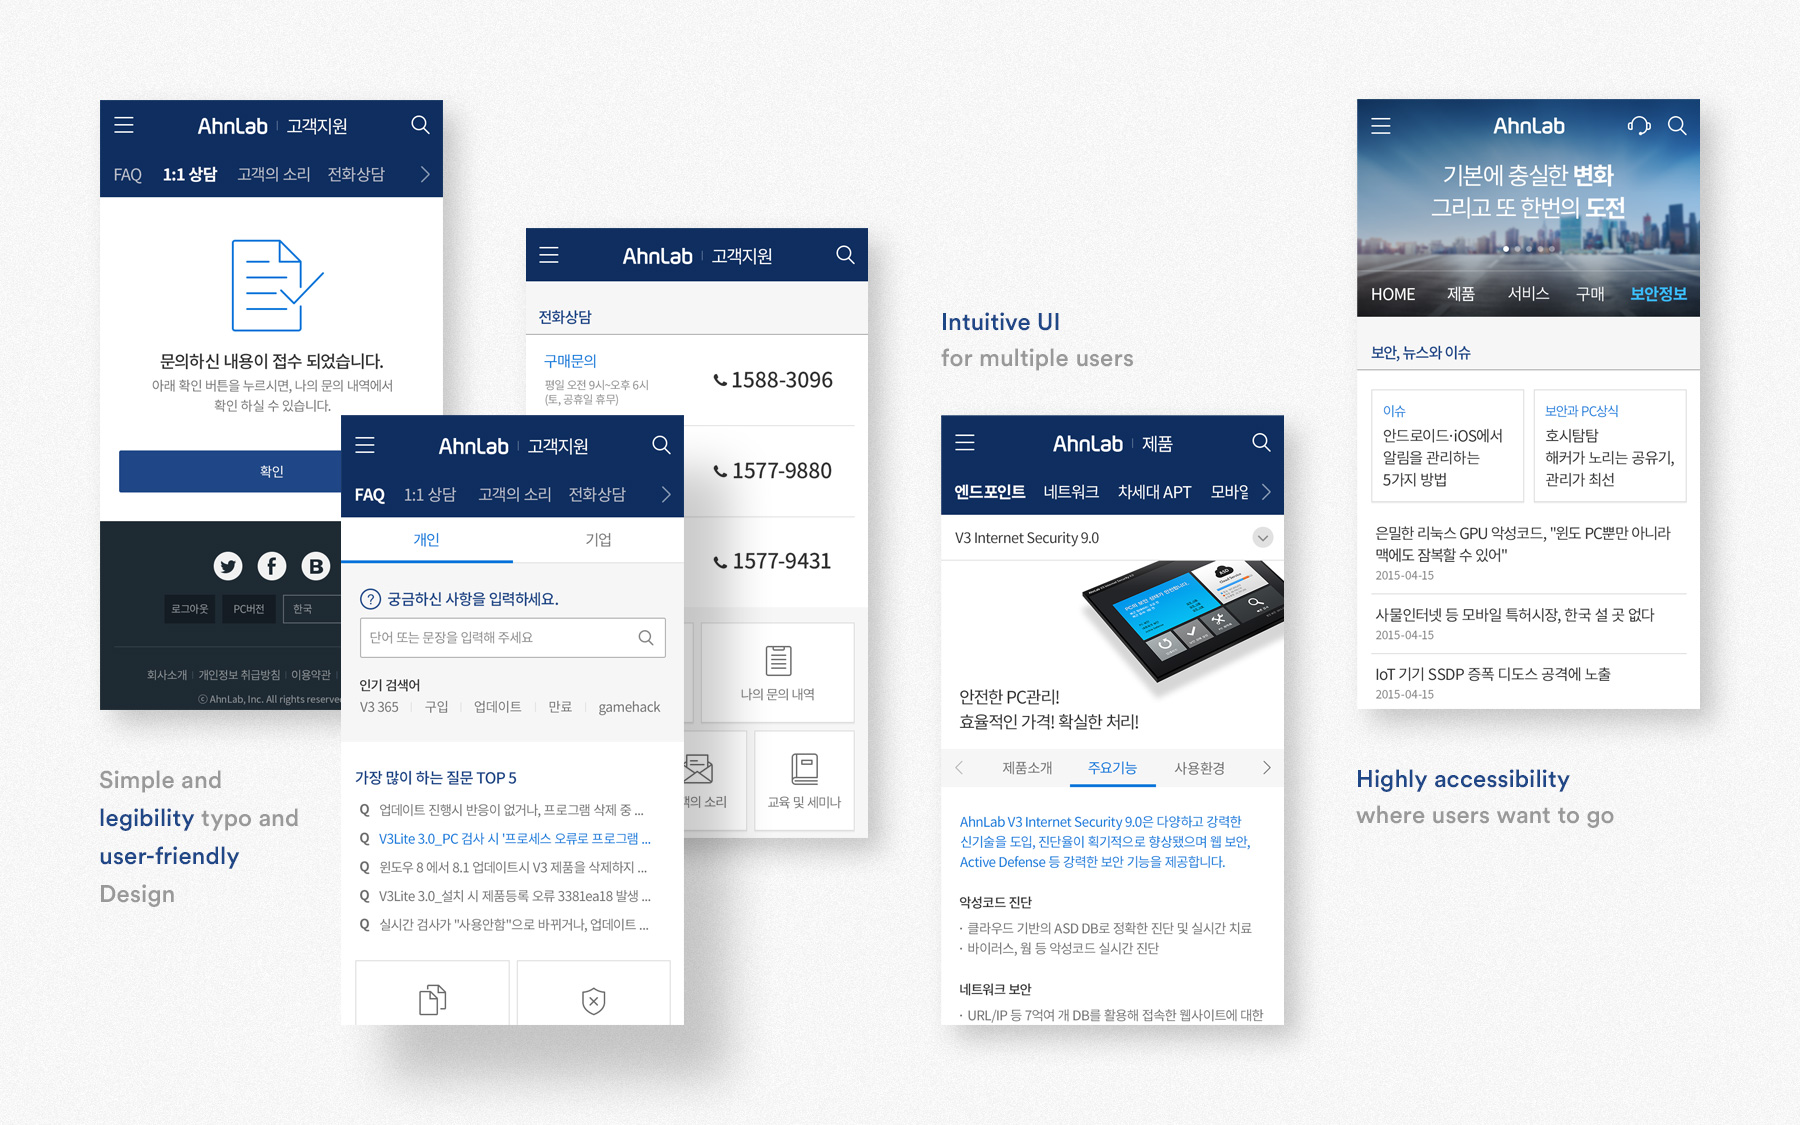 AhnLab 고객지원
FAQ 1:1 상담 고객의 소리 전화상담
문의하신 내용이 접수 되었습니다.
아래 확인 버튼을 누르시면, 나의 문의 내역에서
확인 하실 수 있습니다.
확인
로그아웃 PC버전 한국
회사소개 개인정보 취급방침 이용약관
ⓒ AhnLab, Inc. All rights reserved
Simple and
legibility typo and
user-friendly
Design
AhnLab 고객지원
전화상담
구매문의
평일 오전 9시~오후 6시
(토, 공휴일 휴무)
1588-3096
1577-9880
1577-9431
나의 문의 내역
의 소리
교육 및 세미나
AhnLab 고객지원
FAQ 1:1 상담 고객의 소리 전화상담
개인 기업
궁금하신 사항을 입력하세요.
단어 또는 문장을 입력해 주세요
인기 검색어
V3 365 구입 업데이트 만료 gamehack
가장 많이 하는 질문 TOP 5
Q 업데이트 진행시 반응이 없거나, 프로그램 삭제 중 ...
Q V3Lite 3.0_PC 검사 시 '프로세스 오류로 프로그램 ...
Q 윈도우 8 에서 8.1 업데이트시 V3 제품을 삭제하지 ...
Q V3Lite 3.0_설치 시 제품등록 오류 3381ea18 발생 ...
Q 실시간 검사가 "사용안함"으로 바뀌거나, 업데이트 ...
Intuitive UI
for multiple users
AhnLab 제품
엔드포인트 네트워크 차세대 APT 모바일
V3 Internet Security 9.0
안전한 PC관리!
효율적인 가격! 확실한 처리!
제품소개 주요기능 사용환경
AhnLab V3 Internet Security 9.0은 다양하고 강력한
신기술을 도입, 진단율이 획기적으로 향상됐으며 웹 보안,
Active Defense 등 강력한 보안 기능을 제공합니다.
악성코드 진단
· 클라우드 기반의 ASD DB로 정확한 진단 및 실시간 치료
· 바이러스, 웜 등 악성코드 실시간 진단
네트워크 보안
· URL/IP 등 7억여 개 DB를 활용해 접속한 웹사이트에 대한
AhnLab
기본에 충실한 변화
그리고 또 한번의 도전
HOME 제품 서비스 구매 보안정보
보안, 뉴스와 이슈
이슈
안드로이드·iOS에서
알림을 관리하는
5가지 방법
보안과 PC상식
호시탐탐
해커가 노리는 공유기,
관리가 최선
은밀한 리눅스 GPU 악성코드, "윈도 PC뿐만 아니라
맥에도 잠복할 수 있어"
2015-04-15
사물인터넷 등 모바일 특허시장, 한국 설 곳 없다
2015-04-15
IoT 기기 SSDP 증폭 디도스 공격에 노출
2015-04-15
Highly accessibility
where users want to go